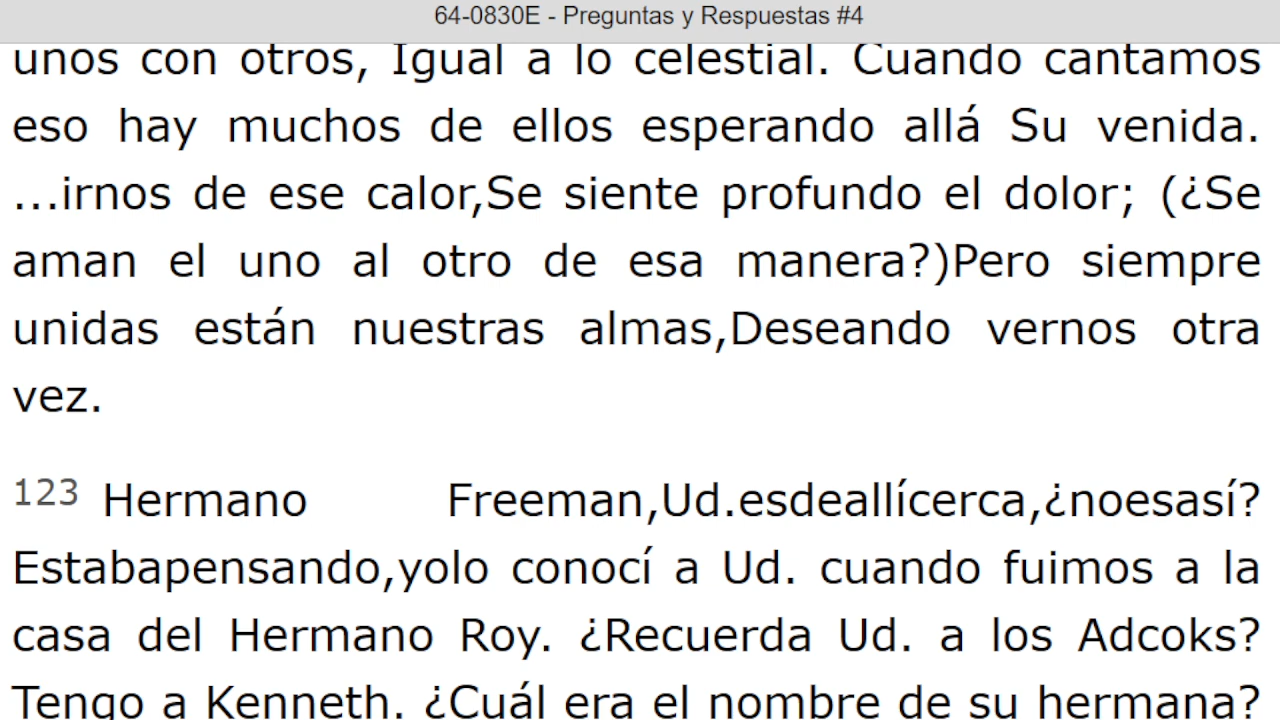 64-0830E - Preguntas y Respuestas #4
unos con otros, Igual a lo celestial. Cuando cantamos
eso hay muchos de ellos esperando allá Su venida.
...irnos de ese calor,Se siente profundo el dolor; (¿Se
aman el uno al otro de esa manera?)Pero siempre
unidas están nuestras almas,Deseando vernos otra
vez.
123 Hermano Freeman,Ud.esdeallícerca,¿noesasí?
Estabapensando,yolo conocí a Ud. cuando fuimos a la
casa del Hermano Roy. ¿Recuerda Ud. a los Adcoks?
Tengo a Kenneth. ¿Cuál era el nombre de su hermana?